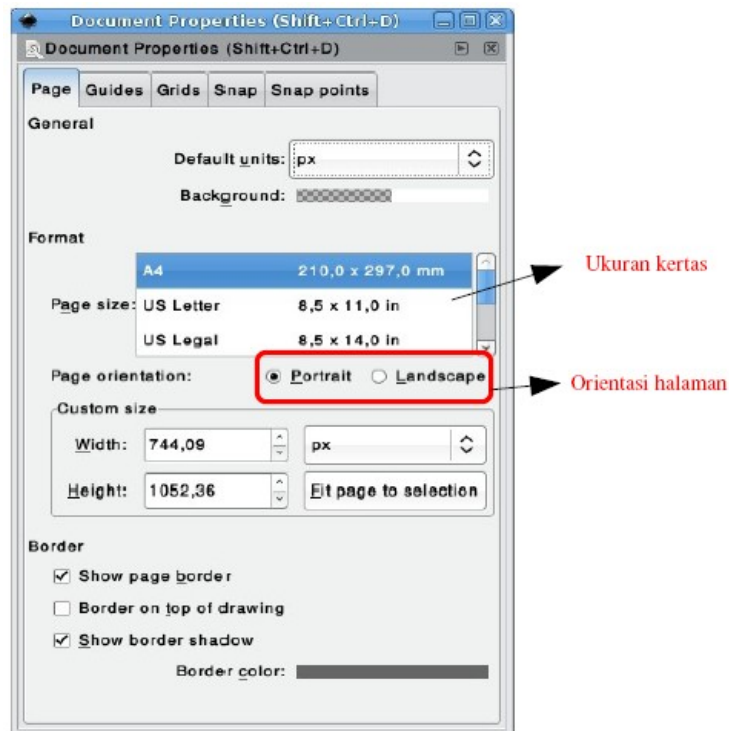 Document Properties (Shift+Ctrl+D)
Document Properties (Shift+Ctrl+D)
Page Guides Grids Snap Snap points
General
Default units: px
Background:
Format
A4 210,0 x 297,0 mm
Ukuran kertas
Page size: US Letter 8,5 x 11,0 in
US Legal 8,5 x 14,0 in
Page orientation: Portrait Landscape
Orientasi halaman
Custom size
Width: 744,09 px
Height: 1052,36 Fit page to selection
Border
Show page border
Border on top of drawing
Show border shadow
Border color: